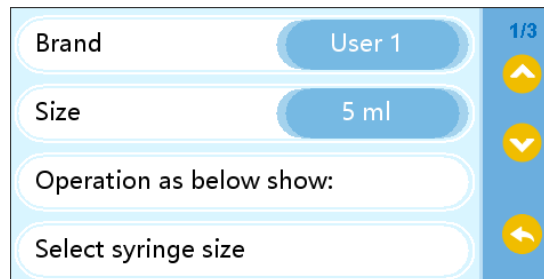 Brand User 1 1/3
Size 5 ml
Operation as below show:
Select syringe size